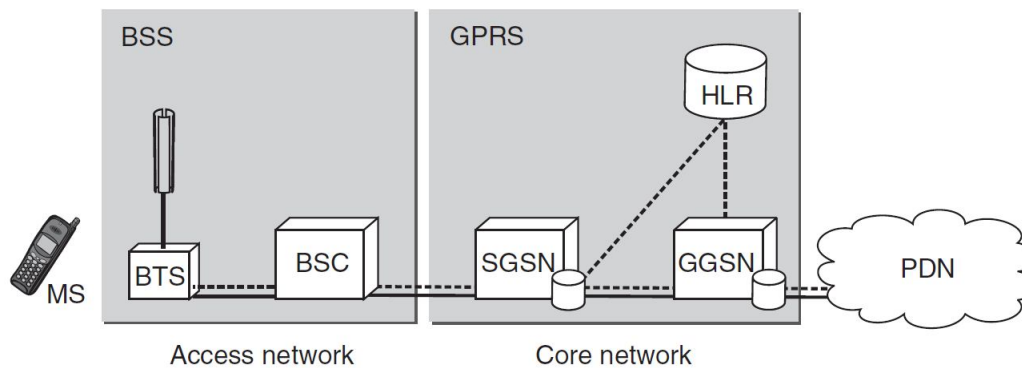 BSS
GPRS
HLR
MS
BTS
BSC
SGSN
GGSN
PDN
Access network
Core network